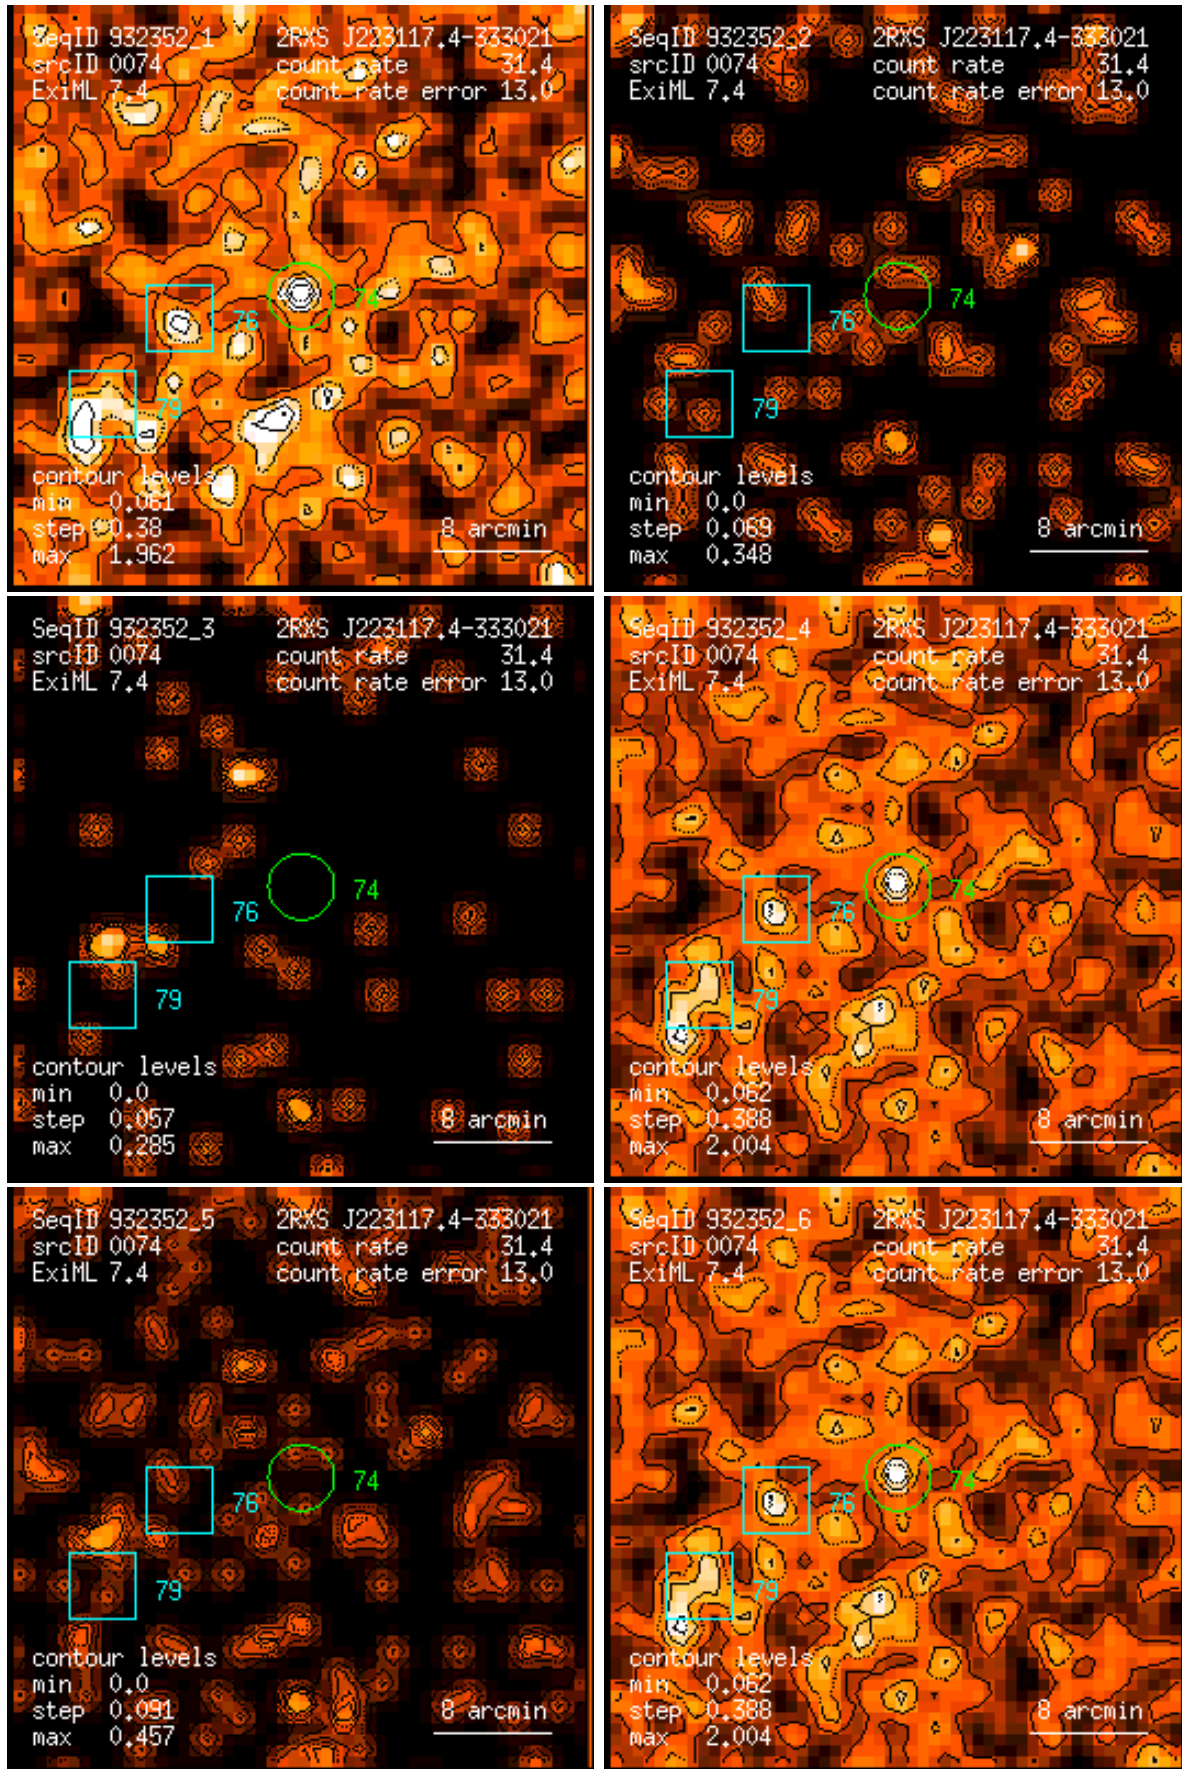 SeqID 932352_1 2RXS J223117.4-333021
srcID 0074 count rate 31.4
ExiML 7.4 count rate error 13.0
74
76
79
contour levels
min 0.061
step 0.38 8 arcmin
max 1.962
SeqID 932352_2 2RXS J223117.4-333021
srcID 0074 count rate 31.4
ExiML 7.4 count rate error 13.0
74
76
79
contour levels
min 0.0
step 0.069 8 arcmin
max 0.348
SeqID 932352_3 2RXS J223117.4-333021
srcID 0074 count rate 31.4
ExiML 7.4 count rate error 13.0
74
76
79
contour levels
min 0.0
step 0.057 8 arcmin
max 0.285
SeqID 932352_4 2RXS J223117.4-333021
srcID 0074 count rate 31.4
ExiML 7.4 count rate error 13.0
74
76
79
contour levels
min 0.062
step 0.388 8 arcmin
max 2.004
SeqID 932352_5 2RXS J223117.4-333021
srcID 0074 count rate 31.4
ExiML 7.4 count rate error 13.0
74
76
79
contour levels
min 0.0
step 0.091 8 arcmin
max 0.457
SeqID 932352_6 2RXS J223117.4-333021
srcID 0074 count rate 31.4
ExiML 7.4 count rate error 13.0
74
76
79
contour levels
min 0.062
step 0.388 8 arcmin
max 2.004